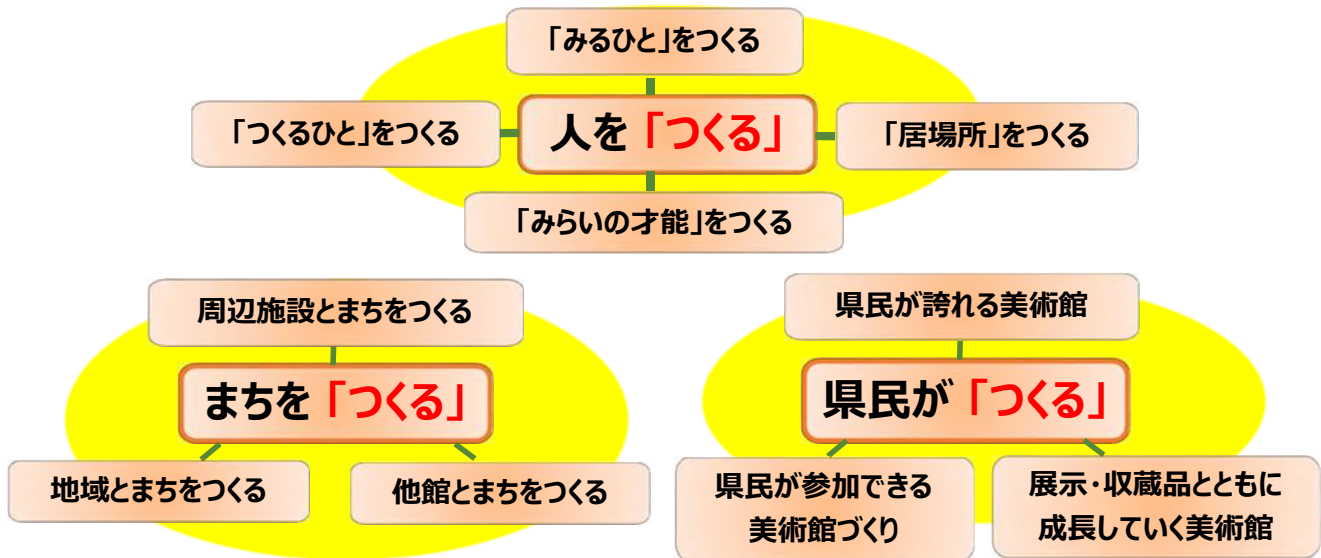 「みるひと」をつくる
「つくるひと」をつくる
人を「つくる」
「居場所」をつくる
「みらいの才能」をつくる
周辺施設とまちをつくる
まちを「つくる」
地域とまちをつくる
他館とまちをつくる
県民が誇れる美術館
県民が「つくる」
県民が参加できる
美術館づくり
展示・収蔵品とともに
成長していく美術館